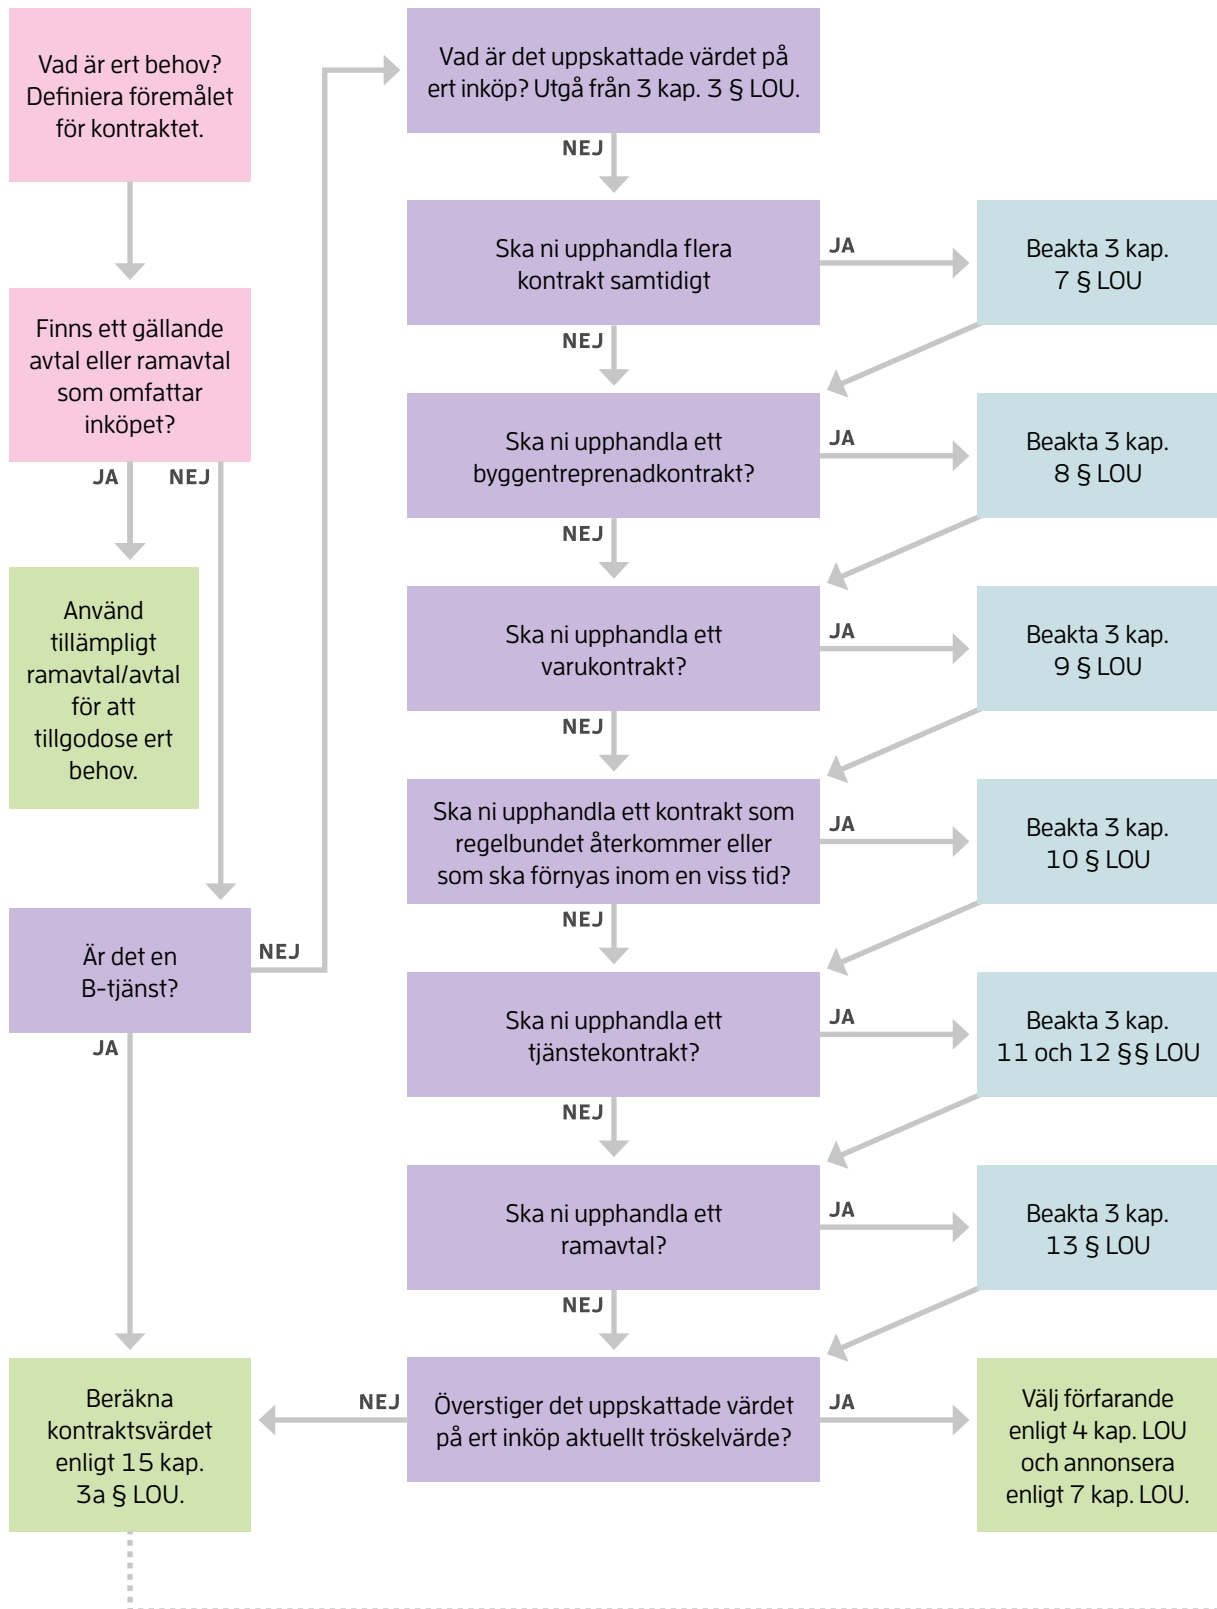 Vad är ert behov?
Definiera föremålet
för kontraktet.
Finns ett gällande
avtal eller ramavtal
som omfattar
inköpet?
JA
NEJ
Använd
tillämpligt
ramavtal/avtal
för att
tillgodose ert
behov.
Är det en
B-tjänst?
NEJ
JA
Vad är det uppskattade värdet på
ert inköp? Utgå från 3 kap. 3 § LOU.
NEJ
Ska ni upphandla flera
kontrakt samtidigt
JA
Beakta 3 kap.
7 § LOU
NEJ
Ska ni upphandla ett
byggentreprenadkontrakt?
JA
Beakta 3 kap.
8 § LOU
NEJ
Ska ni upphandla ett
varukontrakt?
JA
Beakta 3 kap.
9 § LOU
NEJ
Ska ni upphandla ett kontrakt som
regelbundet återkommer eller
som ska förnyas inom en viss tid?
JA
Beakta 3 kap.
10 § LOU
NEJ
Ska ni upphandla ett
tjänstekontrakt?
JA
Beakta 3 kap.
11 och 12 §§ LOU
NEJ
Ska ni upphandla ett
ramavtal?
JA
Beakta 3 kap.
13 § LOU
NEJ
Överstiger det uppskattade värdet
på ert inköp aktuellt tröskelvärde?
NEJ
JA
Beräkna
kontraktsvärdet
enligt 15 kap.
3a § LOU.
Välj förfarande
enligt 4 kap. LOU
och annonsera
enligt 7 kap. LOU.